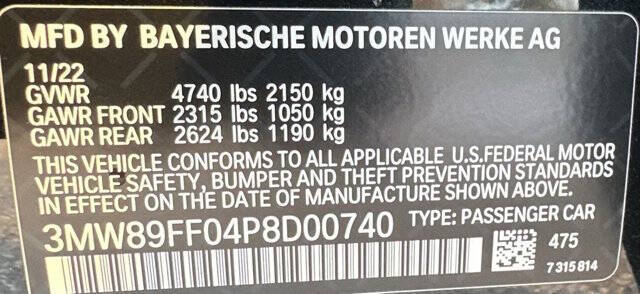 MFD BY BAYERISCHE MOTOREN WERKE AG
11/22
GVWR 4740 lbs 2150 kg
GAWR FRONT 2315 lbs 1050 kg
GAWR REAR 2624 lbs 1190 kg
THIS VEHICLE CONFORMS TO ALL APPLICABLE U.S.FEDERAL MOTOR
VEHICLE SAFETY, BUMPER AND THEFT PREVENTION STANDARDS
IN EFFECT ON THE DATE OF MANUFACTURE SHOWN ABOVE.
3MW89FF04P8D00740 TYPE: PASSENGER CAR
475
7 315 814